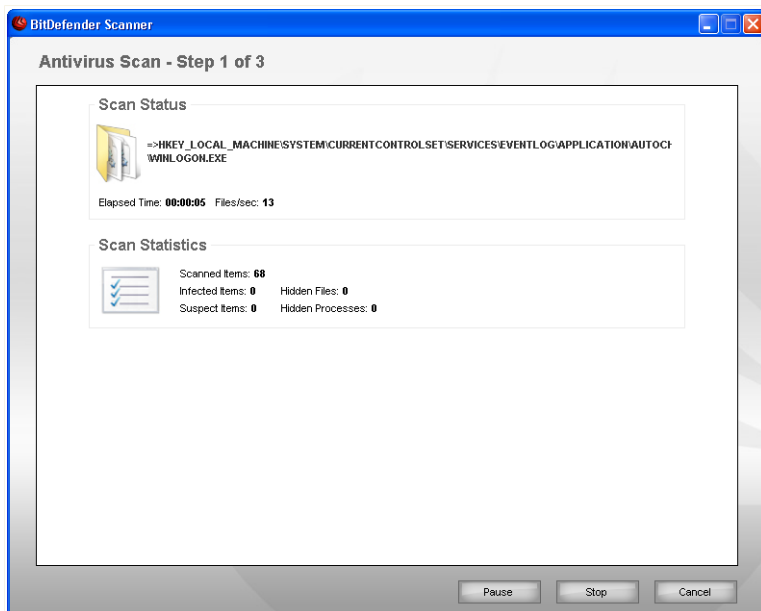 BitDefender Scanner
Antivirus Scan - Step 1 of 3
Scan Status
=>HKEY_LOCAL_MACHINE\SYSTEM\CURRENTCONTROLSET\SERVICES\EVENTLOG\APPLICATION\AUTOCH
\WINLOGON.EXE
Elapsed Time: 00:00:05 Files/sec: 13
Scan Statistics
Scanned Items: 68
Infected Items: 0 Hidden Files: 0
Suspect Items: 0 Hidden Processes: 0
Pause Stop Cancel